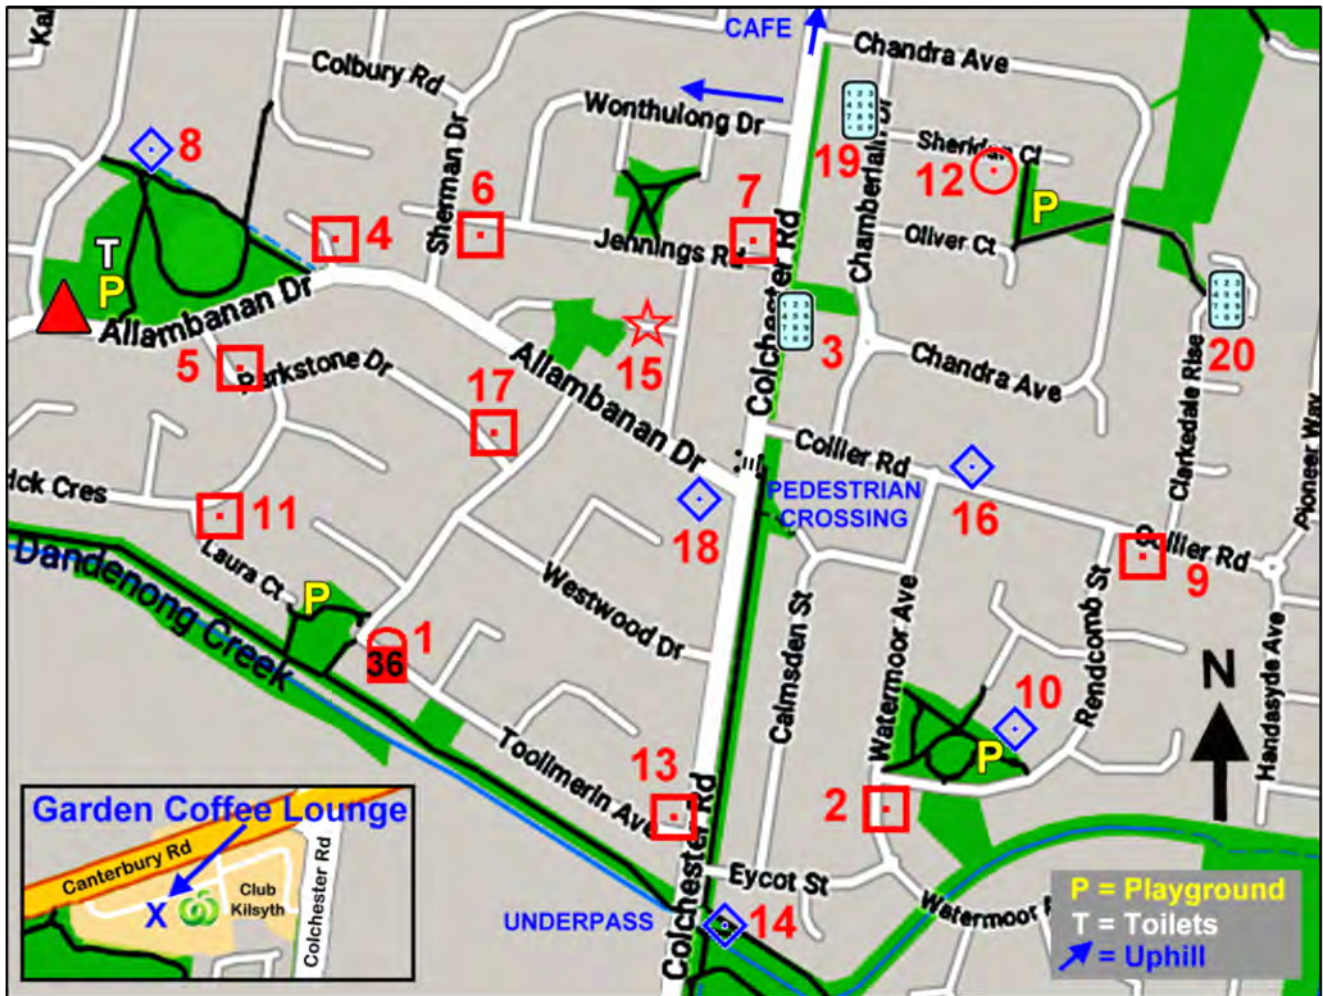 CAFE
Chandra Ave
Colbury Rd
Wonthulong Dr
Sherman Dr
Sheridan Cl
19
12
P
8
6
7
4
Jennings Rd
Colchester Rd
Chamberlain St
Oliver Ct
T
P
Allambanan Dr
5
Parkstone Dr
17
15
3
Chandra Ave
20
Allambanan Dr
Collier Rd
Clarkedale Rise
Pioneer Way
PEDESTRIAN
CROSSING
16
18
11
Collier Rd
9
Laura Ct
P
Dandenong Creek
Westwood Dr
1
36
Calmsden St
Watermoor Ave
Rendcomb St
Handasyde Ave
N
10
P
13
2
Toolimerin Ave
Colchester Rd
Eycot St
UNDERPASS
14
Garden Coffee Lounge
Canterbury Rd
Club
Kilsyth
Colchester Rd
X
P = Playground
T = Toilets
= Uphill